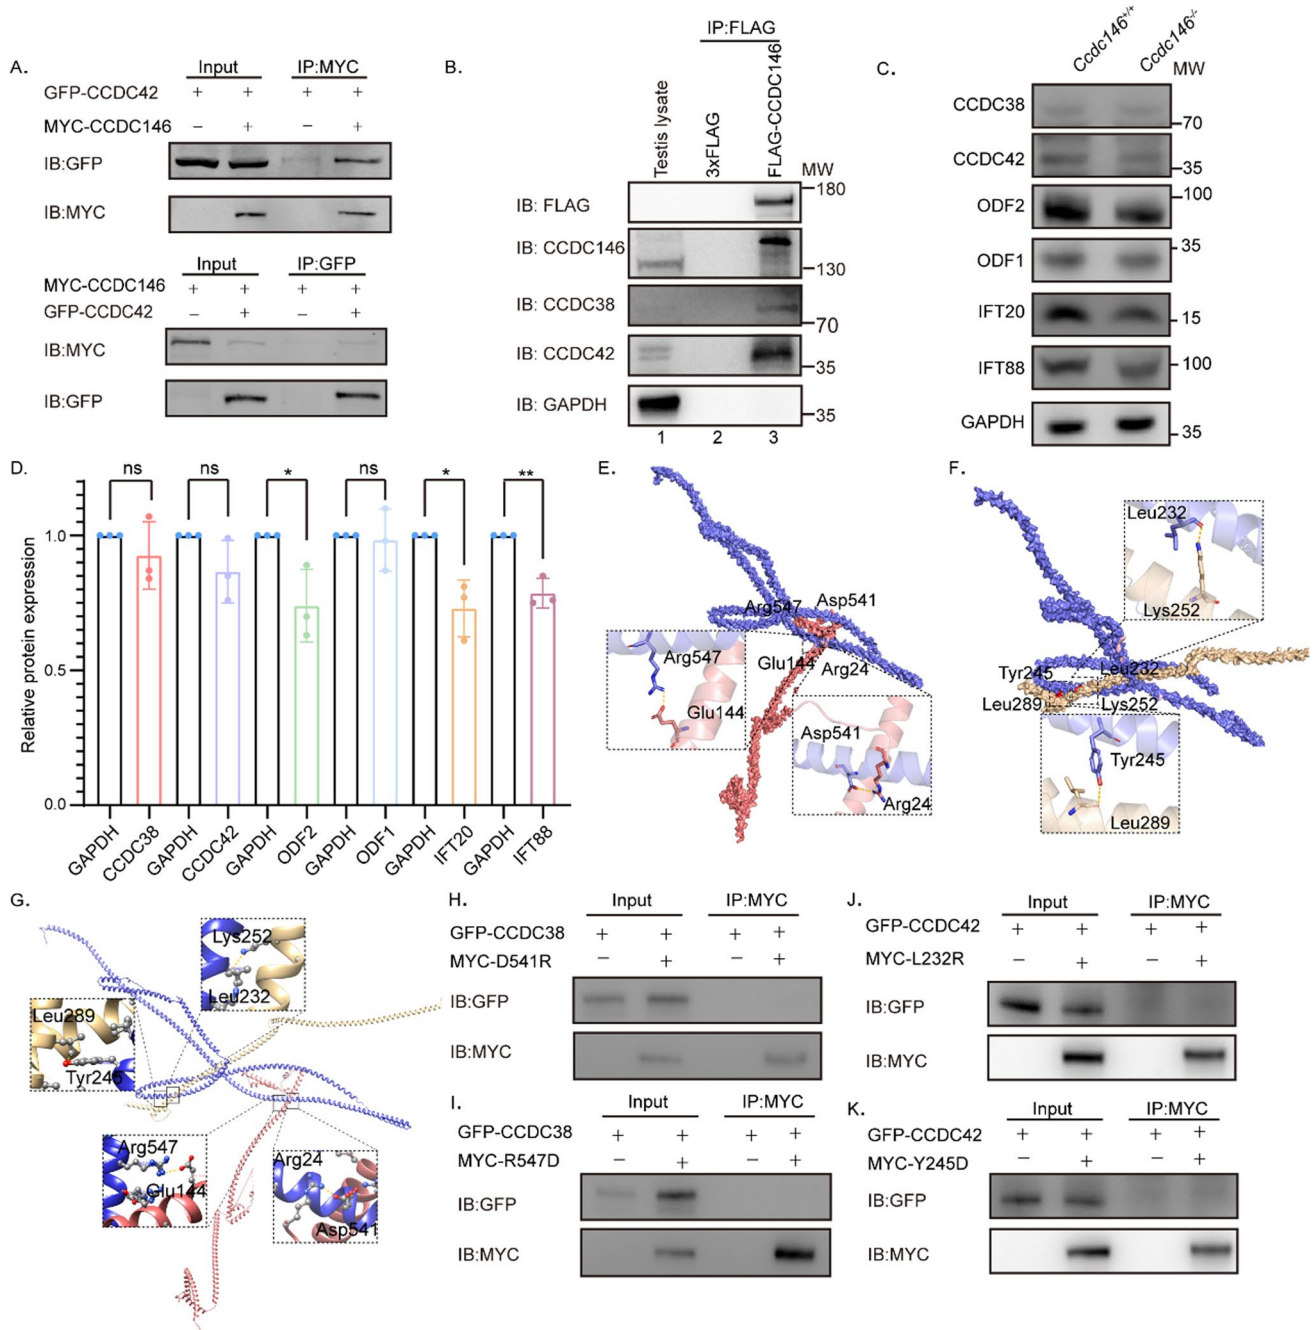 A.
Input IP:MYC
GFP-CCDC42 + + + +
MYC-CCDC146 – + – +
IB:GFP
IB:MYC
Input IP:GFP
MYC-CCDC146 + + + +
GFP-CCDC42 – + – +
IB:MYC
IB:GFP
B.
IP:FLAG
Testis lysate 3xFLAG FLAG-CCDC146 MW
IB: FLAG 180
IB: CCDC146 130
IB: CCDC38 70
IB: CCDC42 35
IB: GAPDH 35
1 2 3
C.
Ccdc146+/+ Ccdc146-/- MW
CCDC38 70
CCDC42 35
ODF2 100
ODF1 35
IFT20 15
IFT88 100
GAPDH 35
D.
ns ns * ns * **
Relative protein expression
1.0
0.5
0.0
GAPDH CCDC38 GAPDH CCDC42 GAPDH ODF2 GAPDH ODF1 GAPDH IFT20 GAPDH IFT88
E.
Arg547 Asp541
Glu144 Arg24
Arg547
Glu144
Asp541
Arg24
F.
Leu232
Lys252
Tyr245 Leu232
Leu289 Lys252
Tyr245
Leu289
G.
Lys252
Leu232
Leu289
Tyr245
Arg547
Glu144
Arg24
Asp541
H.
Input IP:MYC
GFP-CCDC38 + + + +
MYC-D541R – + – +
IB:GFP
IB:MYC
I.
Input IP:MYC
GFP-CCDC38 + + + +
MYC-R547D – + – +
IB:GFP
IB:MYC
J.
Input IP:MYC
GFP-CCDC42 + + + +
MYC-L232R – + – +
IB:GFP
IB:MYC
K.
Input IP:MYC
GFP-CCDC42 + + + +
MYC-Y245D – + – +
IB:GFP
IB:MYC